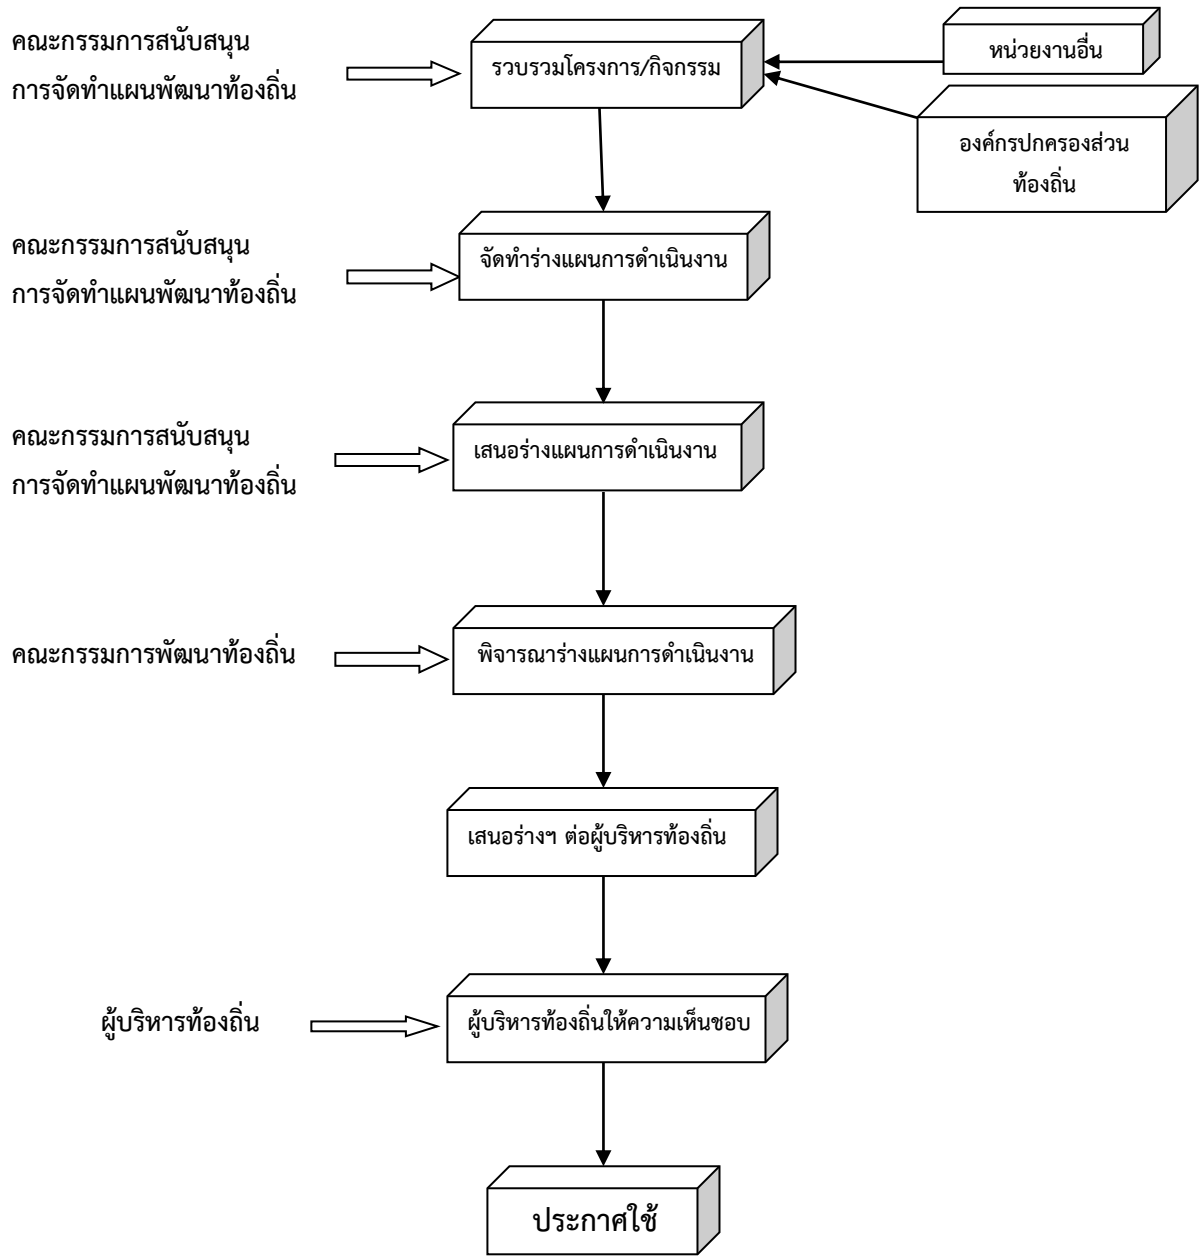 คณะกรรมการสนับสนุน
การจัดทำแผนพัฒนาท้องถิ่น
รวบรวมโครงการ/กิจกรรม
หน่วยงานอื่น
องค์กรปกครองส่วน
ท้องถิ่น
คณะกรรมการสนับสนุน
การจัดทำแผนพัฒนาท้องถิ่น
จัดทำร่างแผนการดำเนินงาน
คณะกรรมการสนับสนุน
การจัดทำแผนพัฒนาท้องถิ่น
เสนอร่างแผนการดำเนินงาน
คณะกรรมการพัฒนาท้องถิ่น
พิจารณาร่างแผนการดำเนินงาน
เสนอร่างฯ ต่อผู้บริหารท้องถิ่น
ผู้บริหารท้องถิ่น
ผู้บริหารท้องถิ่นให้ความเห็นชอบ
ประกาศใช้